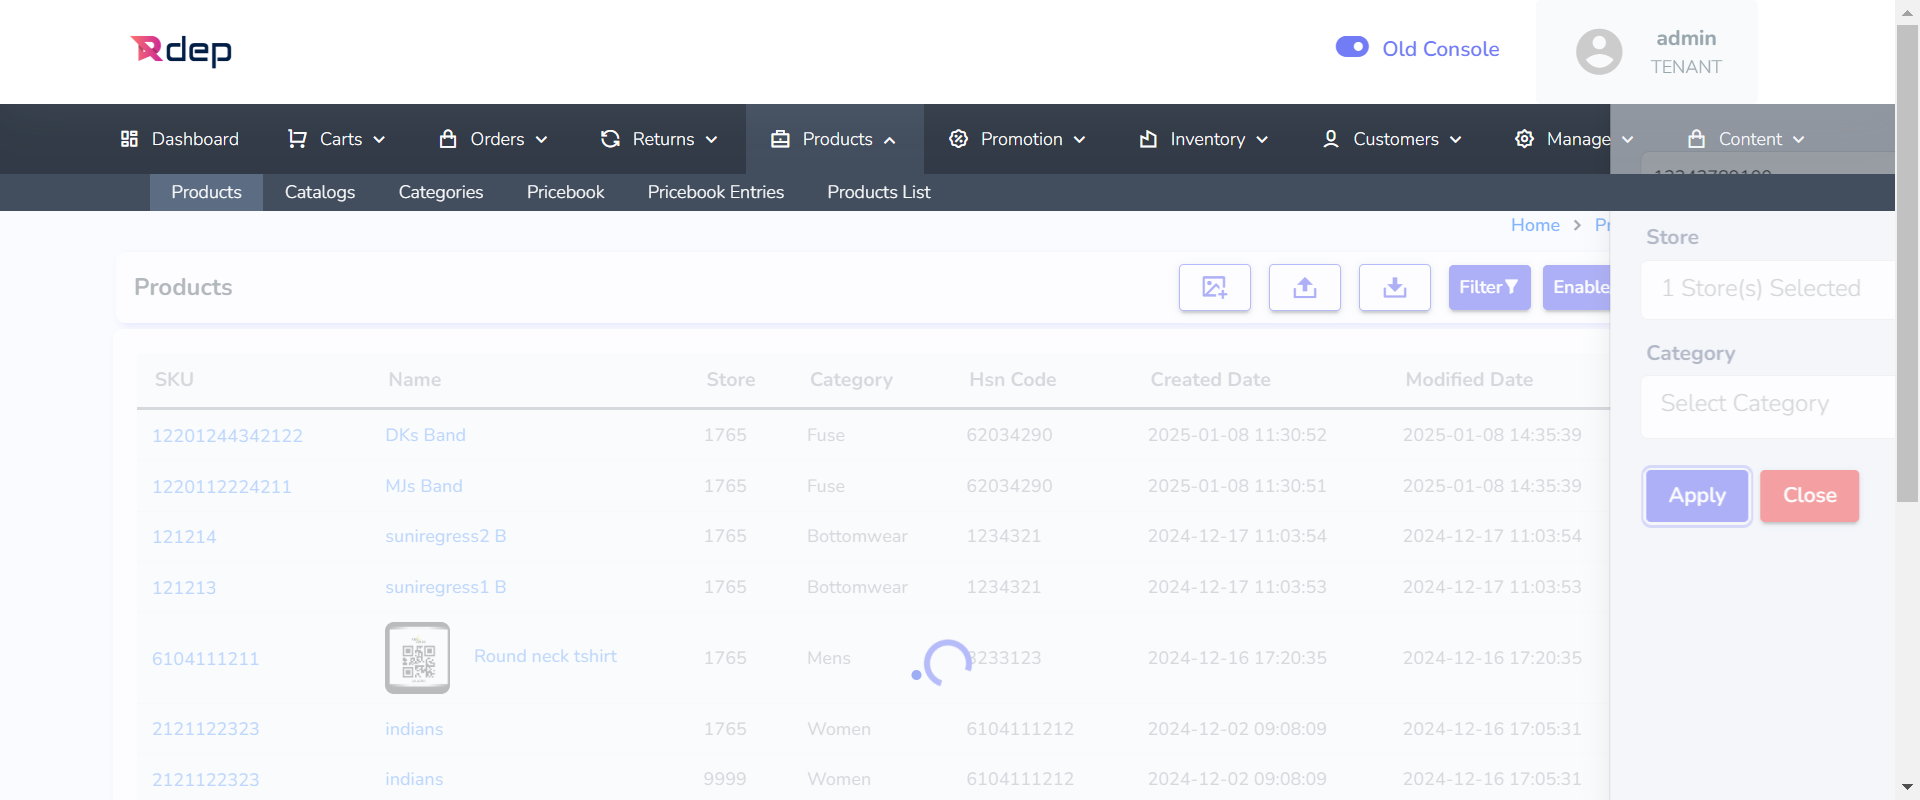 Rdep
Old Console
admin
TENANT
Dashboard Carts Orders Returns Products Promotion Inventory Customers Manage Content
Products Catalogs Categories Pricebook Pricebook Entries Products List
Home > Pr
Store
Products
Filter
Enable
1 Store(s) Selected
Category
Select Category
Apply Close
SKU Name Store Category Hsn Code Created Date Modified Date
12201244342122 DKs Band 1765 Fuse 62034290 2025-01-08 11:30:52 2025-01-08 14:35:39
1220112224211 MJs Band 1765 Fuse 62034290 2025-01-08 11:30:51 2025-01-08 14:35:39
121214 suniregress2 B 1765 Bottomwear 1234321 2024-12-17 11:03:54 2024-12-17 11:03:54
121213 suniregress1 B 1765 Bottomwear 1234321 2024-12-17 11:03:53 2024-12-17 11:03:53
6104111211 Round neck tshirt 1765 Mens 3233123 2024-12-16 17:20:35 2024-12-16 17:20:35
2121122323 indians 1765 Women 6104111212 2024-12-02 09:08:09 2024-12-16 17:05:31
2121122323 indians 9999 Women 6104111212 2024-12-02 09:08:09 2024-12-16 17:05:31